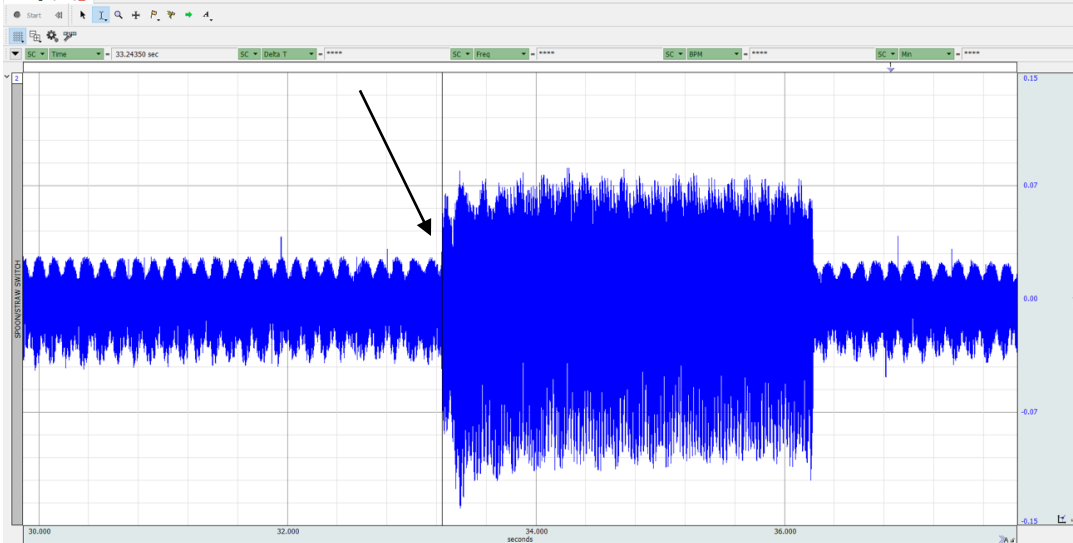 Start
SC Time = 33.24350 sec SC Delta T = **** SC Freq = **** SC BPM = **** SC Min = ****
2
0.15
0.07
0.00
-0.07
-0.15
SPOON/STRAW SWITCH
30.000 32.000 34.000 36.000
seconds